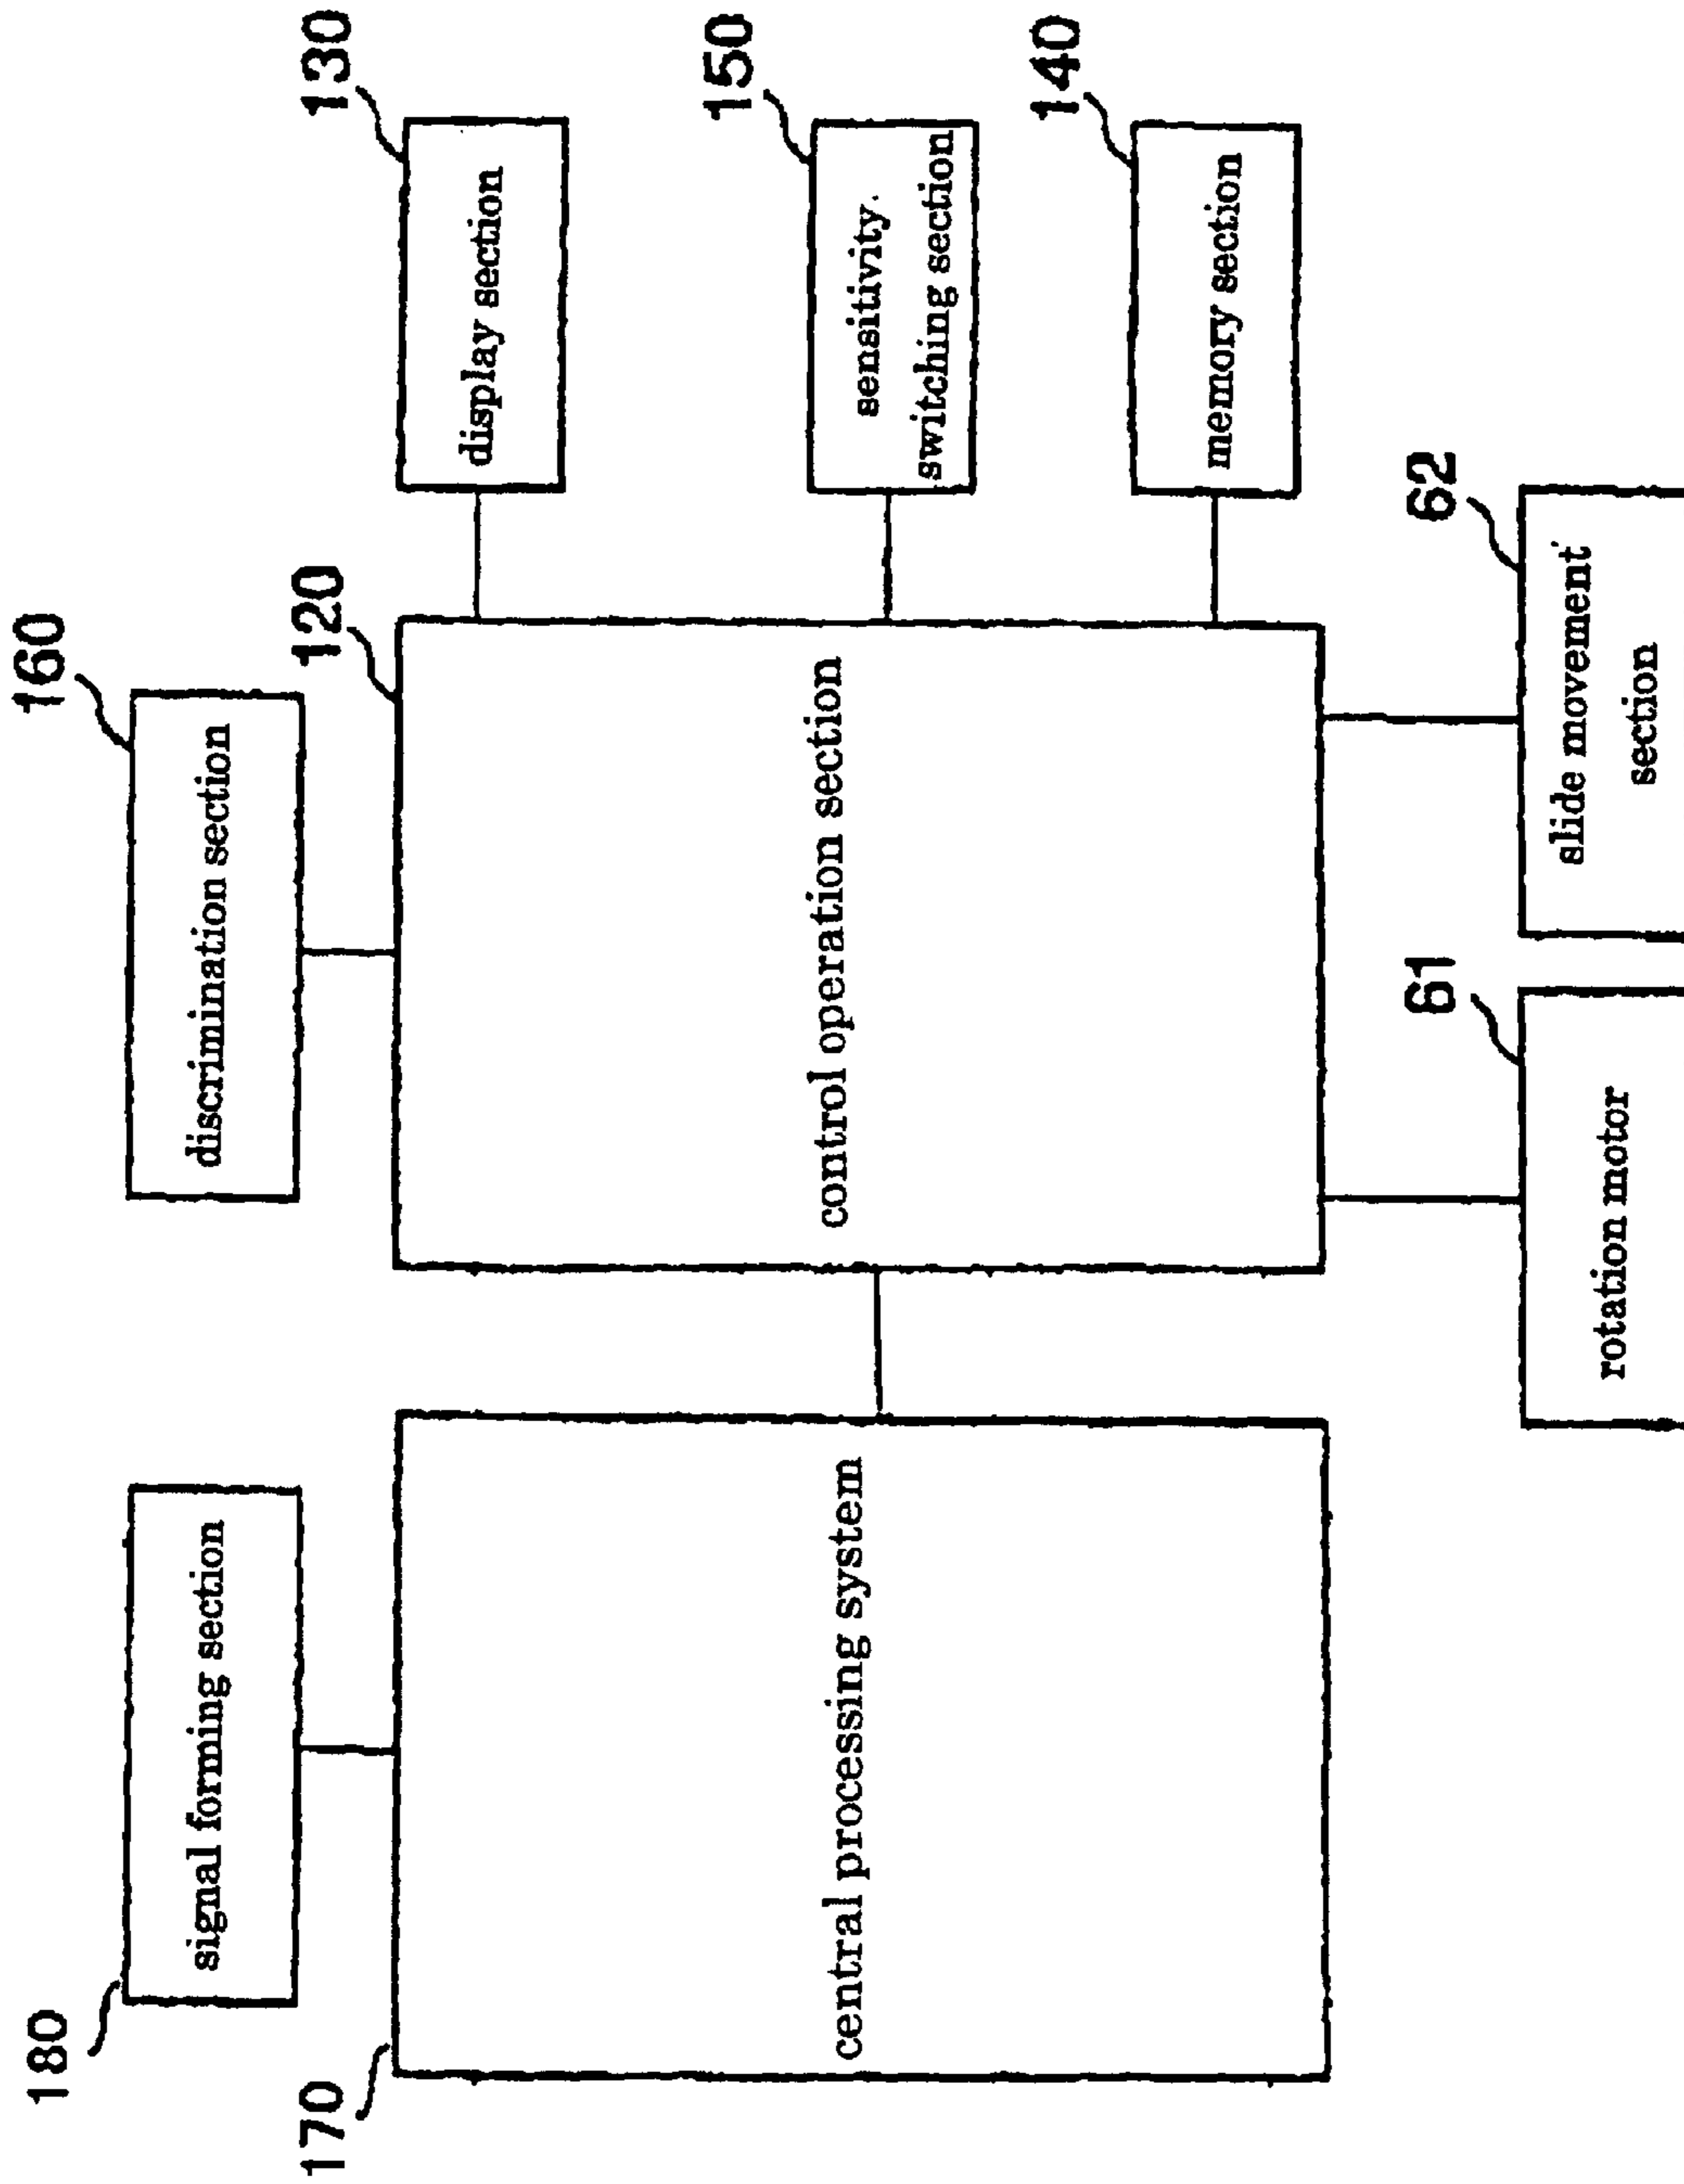 180
160
signal forming section
discrimination section
170
120
130
display section
150
central processing system
control operation section
sensitivity
switching section
140
memory section
61
62
rotation motor
slide movement
section